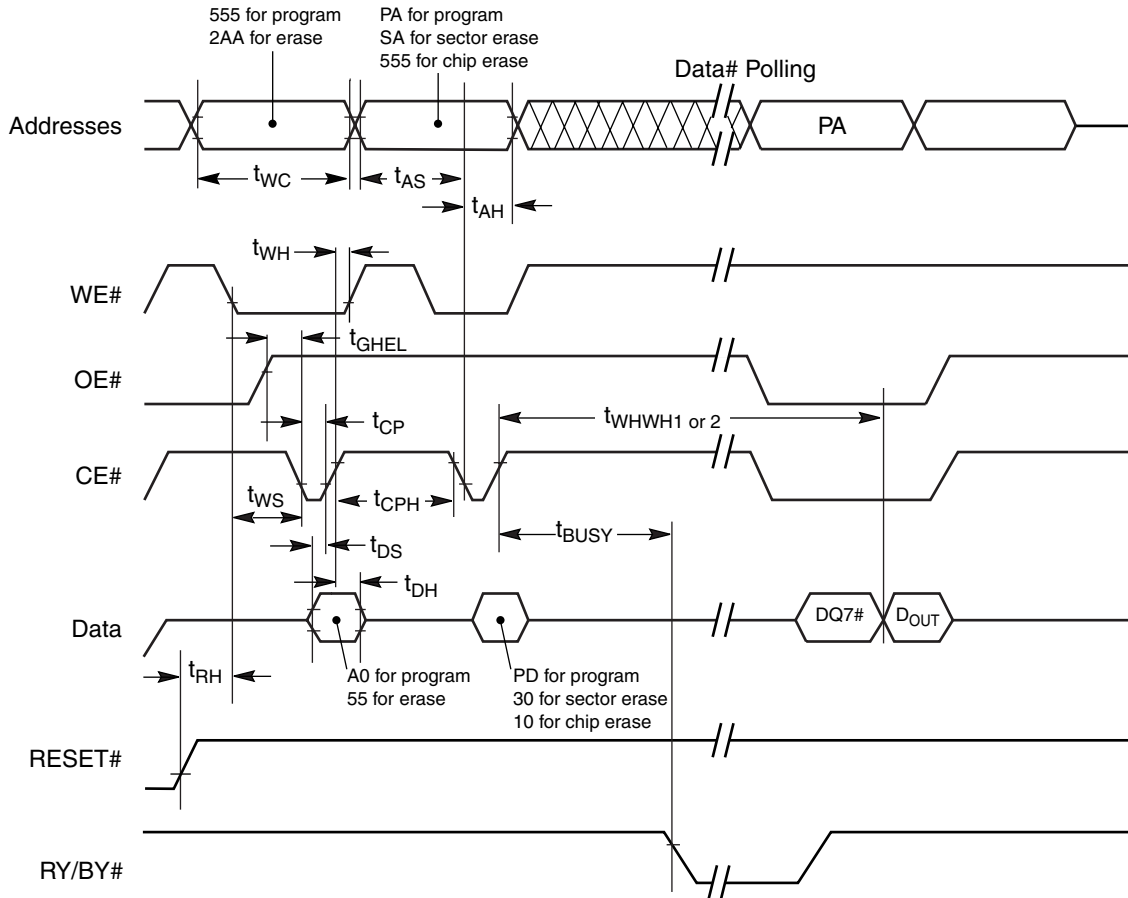 555 for program
2AA for erase
PA for program
SA for sector erase
555 for chip erase
Data# Polling
Addresses
PA
tWC
tAS
tAH
tWH
WE#
tGHEL
OE#
tWHWH1 or 2
tCP
CE#
tWS
tCPH
tBUSY
tDS
tDH
Data
DQ7#
DOUT
tRH
A0 for program
55 for erase
PD for program
30 for sector erase
10 for chip erase
RESET#
RY/BY#